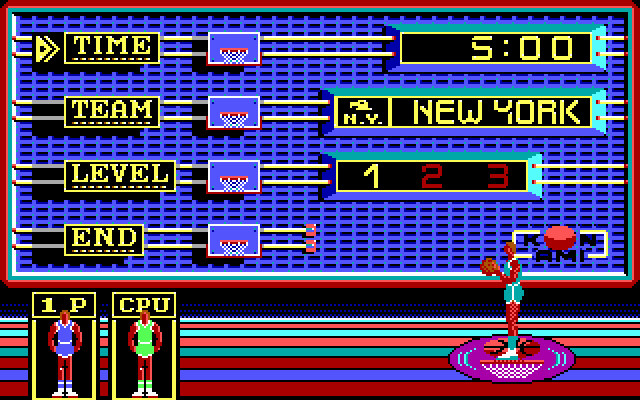 TIME 5:00
TEAM N.Y. NEW YORK
LEVEL 1 2 3
END
KONAMI
1 P CPU